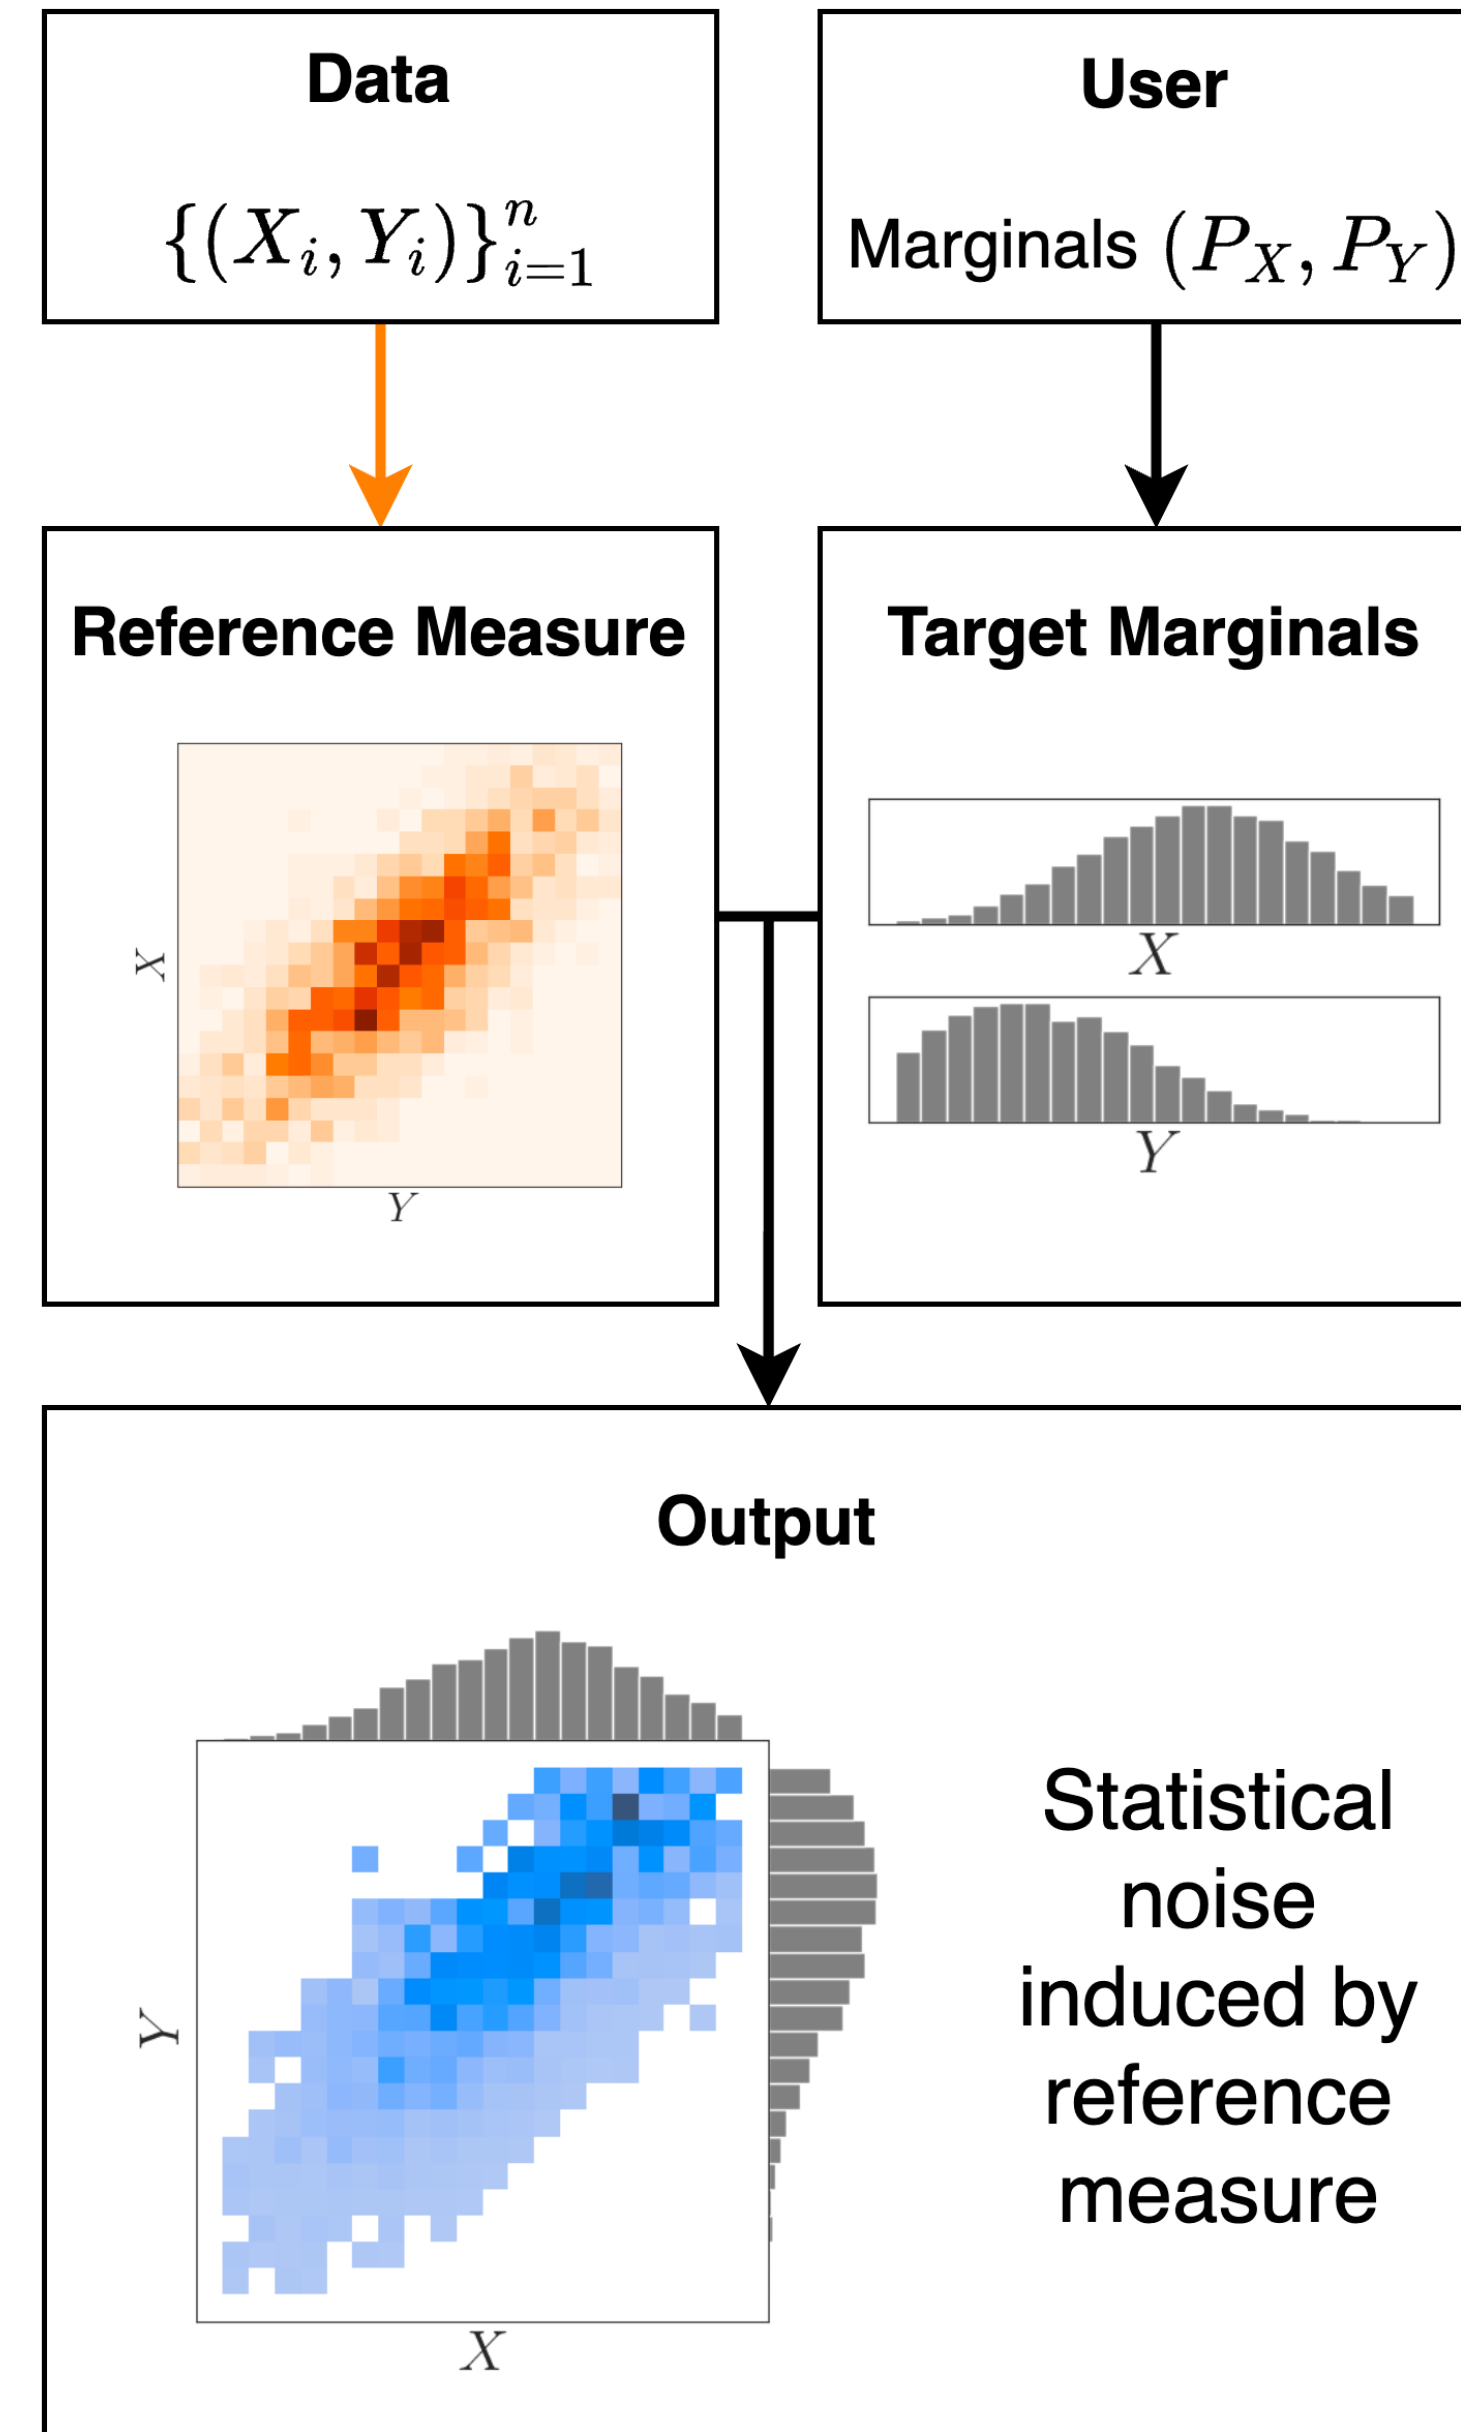 Data
{(X_i, Y_i)}_{i=1}^n
User
Marginals (P_X, P_Y)
Reference Measure
X
Y
Target Marginals
X
Y
Output
Y
X
Statistical
noise
induced by
reference
measure